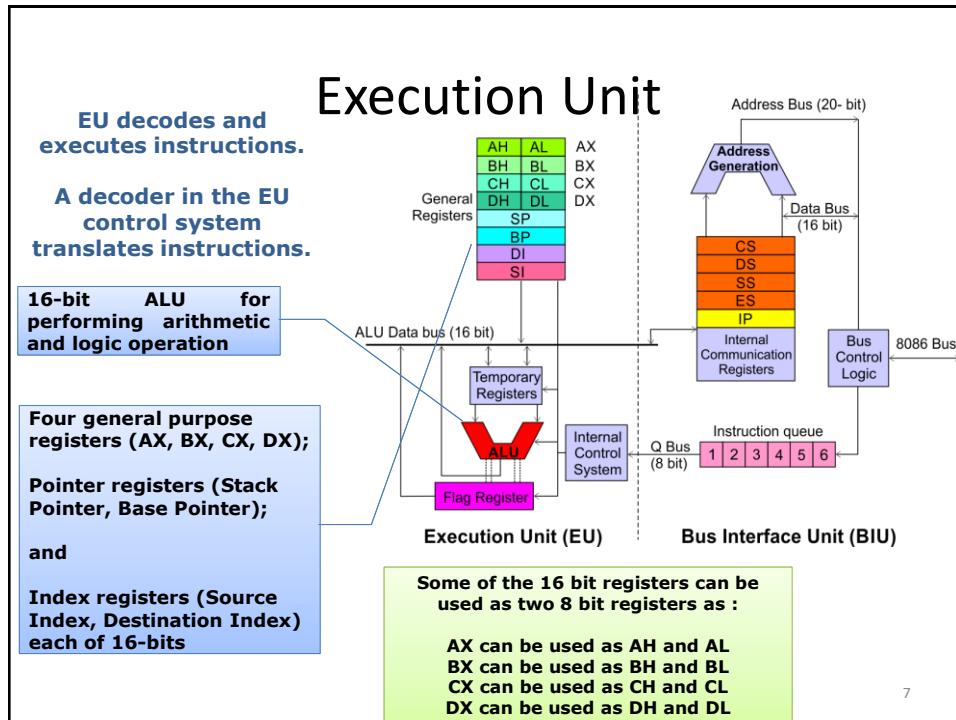 Execution Unit
EU decodes and
executes instructions.
A decoder in the EU
control system
translates instructions.
16-bit ALU for
performing arithmetic
and logic operation
Four general purpose
registers (AX, BX, CX, DX);
Pointer registers (Stack
Pointer, Base Pointer);
and
Index registers (Source
Index, Destination Index)
each of 16-bits
General
Registers
AH AL AX
BH BL BX
CH CL CX
DH DL DX
SP
BP
DI
SI
ALU Data bus (16 bit)
Temporary
Registers
ALU
Flag Register
Internal
Control
System
Execution Unit (EU)
Address Bus (20- bit)
Address
Generation
Data Bus
(16 bit)
CS
DS
SS
ES
IP
Internal
Communication
Registers
Bus
Control
Logic
8086 Bus
Instruction queue
Q Bus
(8 bit)
1 2 3 4 5 6
Bus Interface Unit (BIU)
Some of the 16 bit registers can be
used as two 8 bit registers as :
AX can be used as AH and AL
BX can be used as BH and BL
CX can be used as CH and CL
DX can be used as DH and DL
7